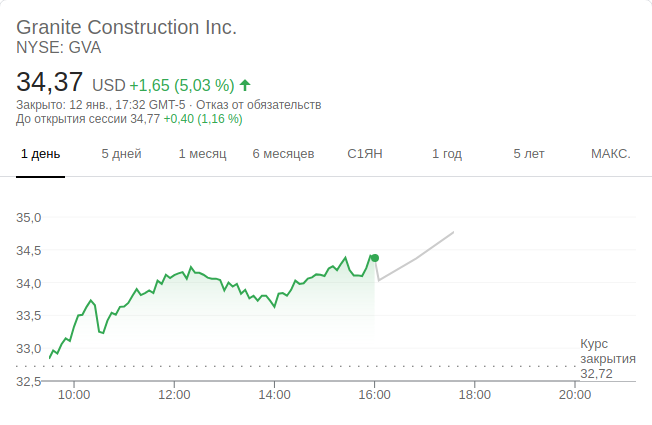 Granite Construction Inc.
NYSE: GVA
34,37 USD +1,65 (5,03 %)
Закрыто: 12 янв., 17:32 GMT-5 · Отказ от обязательств
До открытия сессии 34,77 +0,40 (1,16 %)
1 день 5 дней 1 месяц 6 месяцев С1ЯН 1 год 5 лет МАКС.
35,0
34,5
34,0
33,5
33,0
Курс
закрытия
32,72
32,5
10:00 12:00 14:00 16:00 18:00 20:00